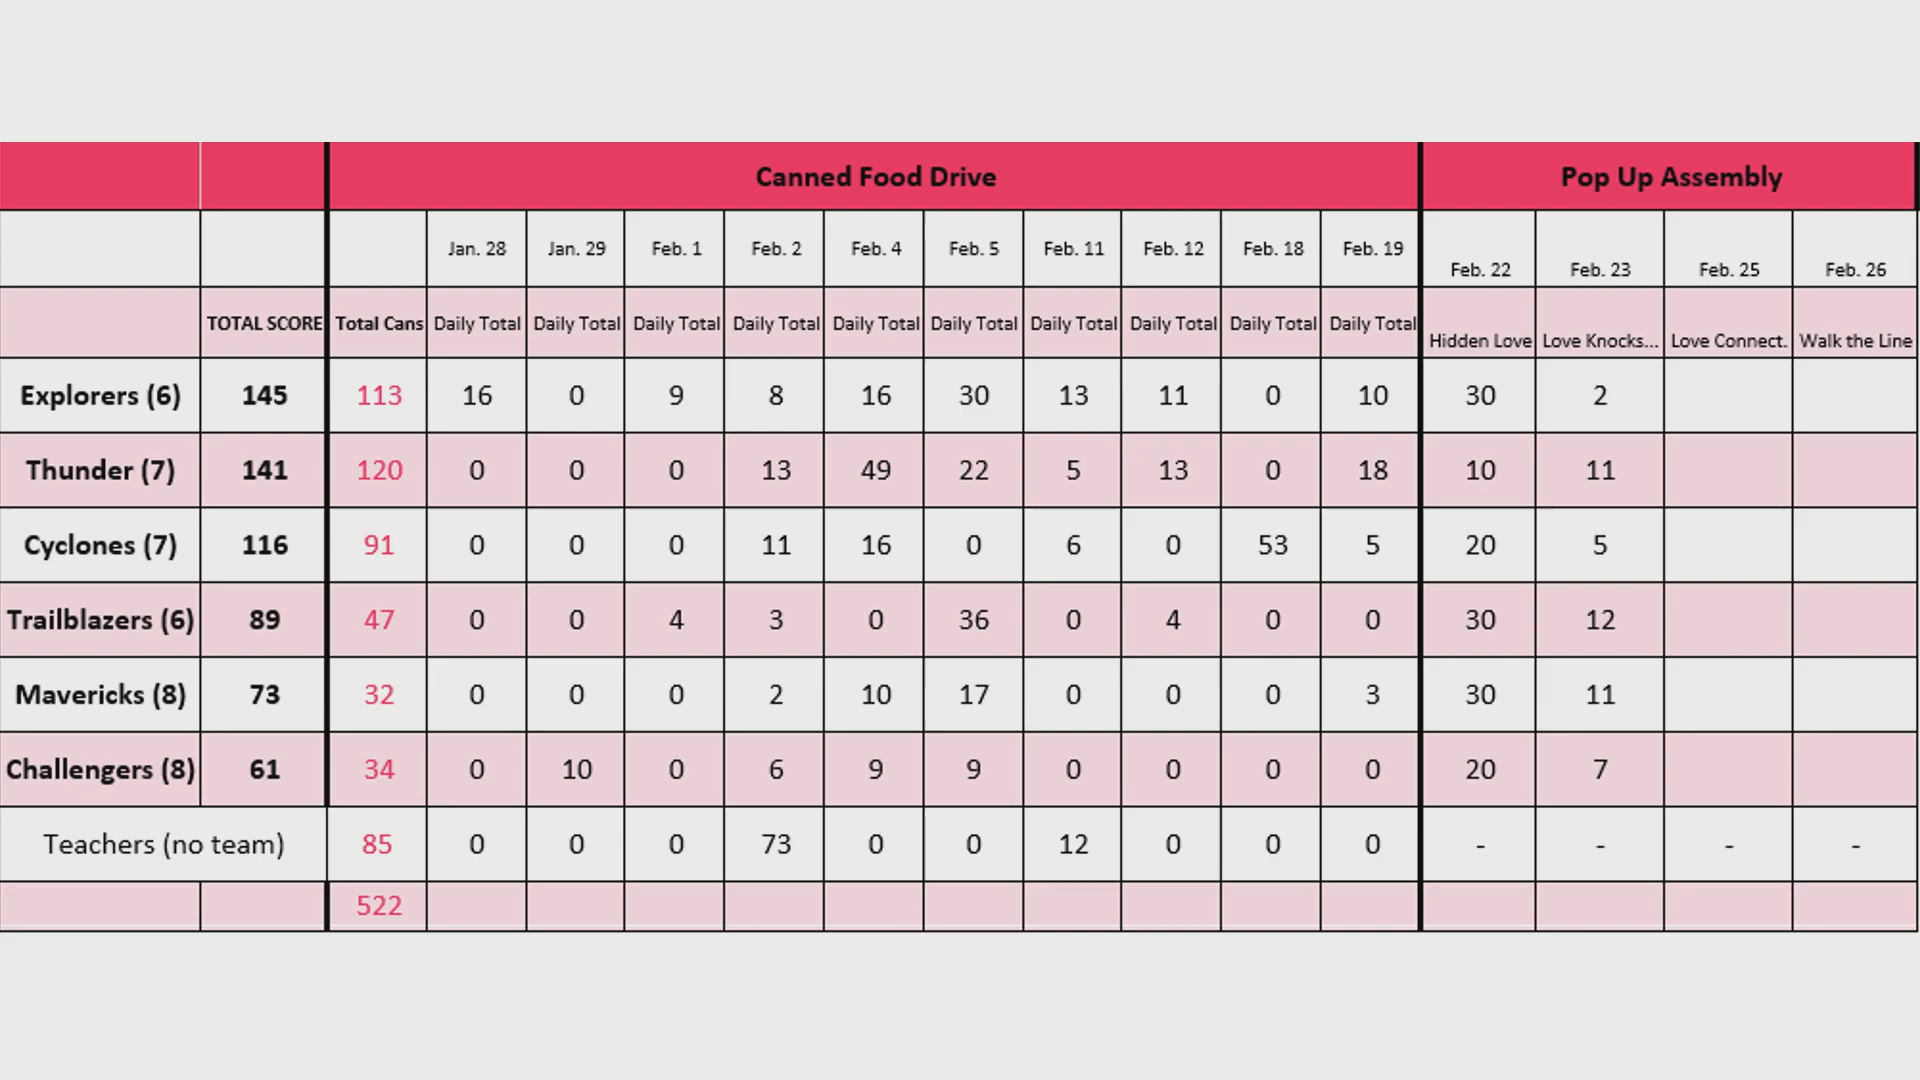 Canned Food Drive Pop Up Assembly
Jan. 28 Jan. 29 Feb. 1 Feb. 2 Feb. 4 Feb. 5 Feb. 11 Feb. 12 Feb. 18 Feb. 19 Feb. 22 Feb. 23 Feb. 25 Feb. 26
TOTAL SCORE Total Cans Daily Total Daily Total Daily Total Daily Total Daily Total Daily Total Daily Total Daily Total Daily Total Daily Total Hidden Love Love Knocks... Love Connect. Walk the Line
Explorers (6) 145 113 16 0 9 8 16 30 13 11 0 10 30 2
Thunder (7) 141 120 0 0 0 13 49 22 5 13 0 18 10 11
Cyclones (7) 116 91 0 0 0 11 16 0 6 0 53 5 20 5
Trailblazers (6) 89 47 0 0 4 3 0 36 0 4 0 0 30 12
Mavericks (8) 73 32 0 0 0 2 10 17 0 0 0 3 30 11
Challengers (8) 61 34 0 10 0 6 9 9 0 0 0 0 20 7
Teachers (no team) 85 0 0 0 73 0 0 12 0 0 0 - - - -
522